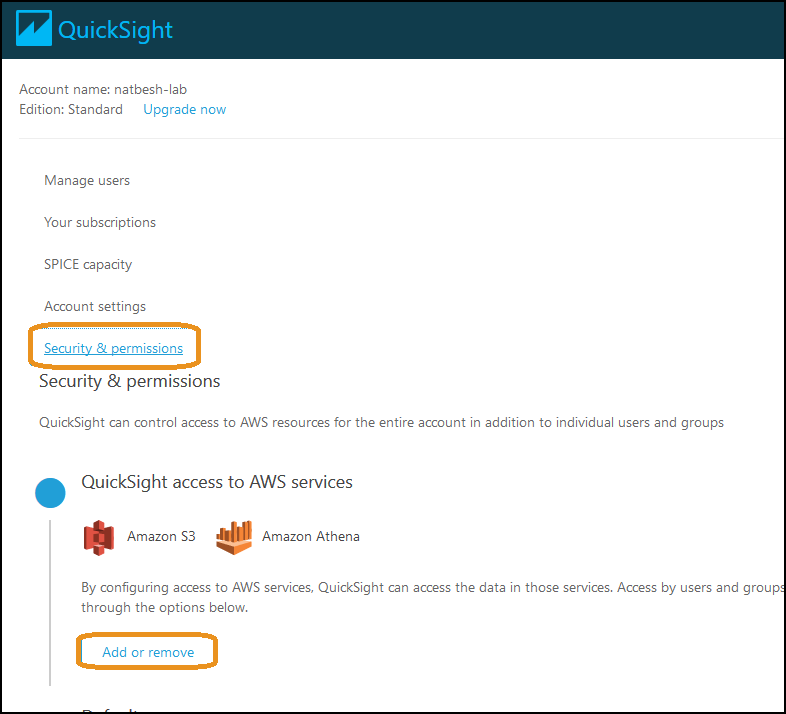 QuickSight
Account name: natbesh-lab
Edition: Standard Upgrade now
Manage users
Your subscriptions
SPICE capacity
Account settings
Security & permissions
Security & permissions
QuickSight can control access to AWS resources for the entire account in addition to individual users and groups
QuickSight access to AWS services
Amazon S3 Amazon Athena
By configuring access to AWS services, QuickSight can access the data in those services. Access by users and groups
through the options below.
Add or remove